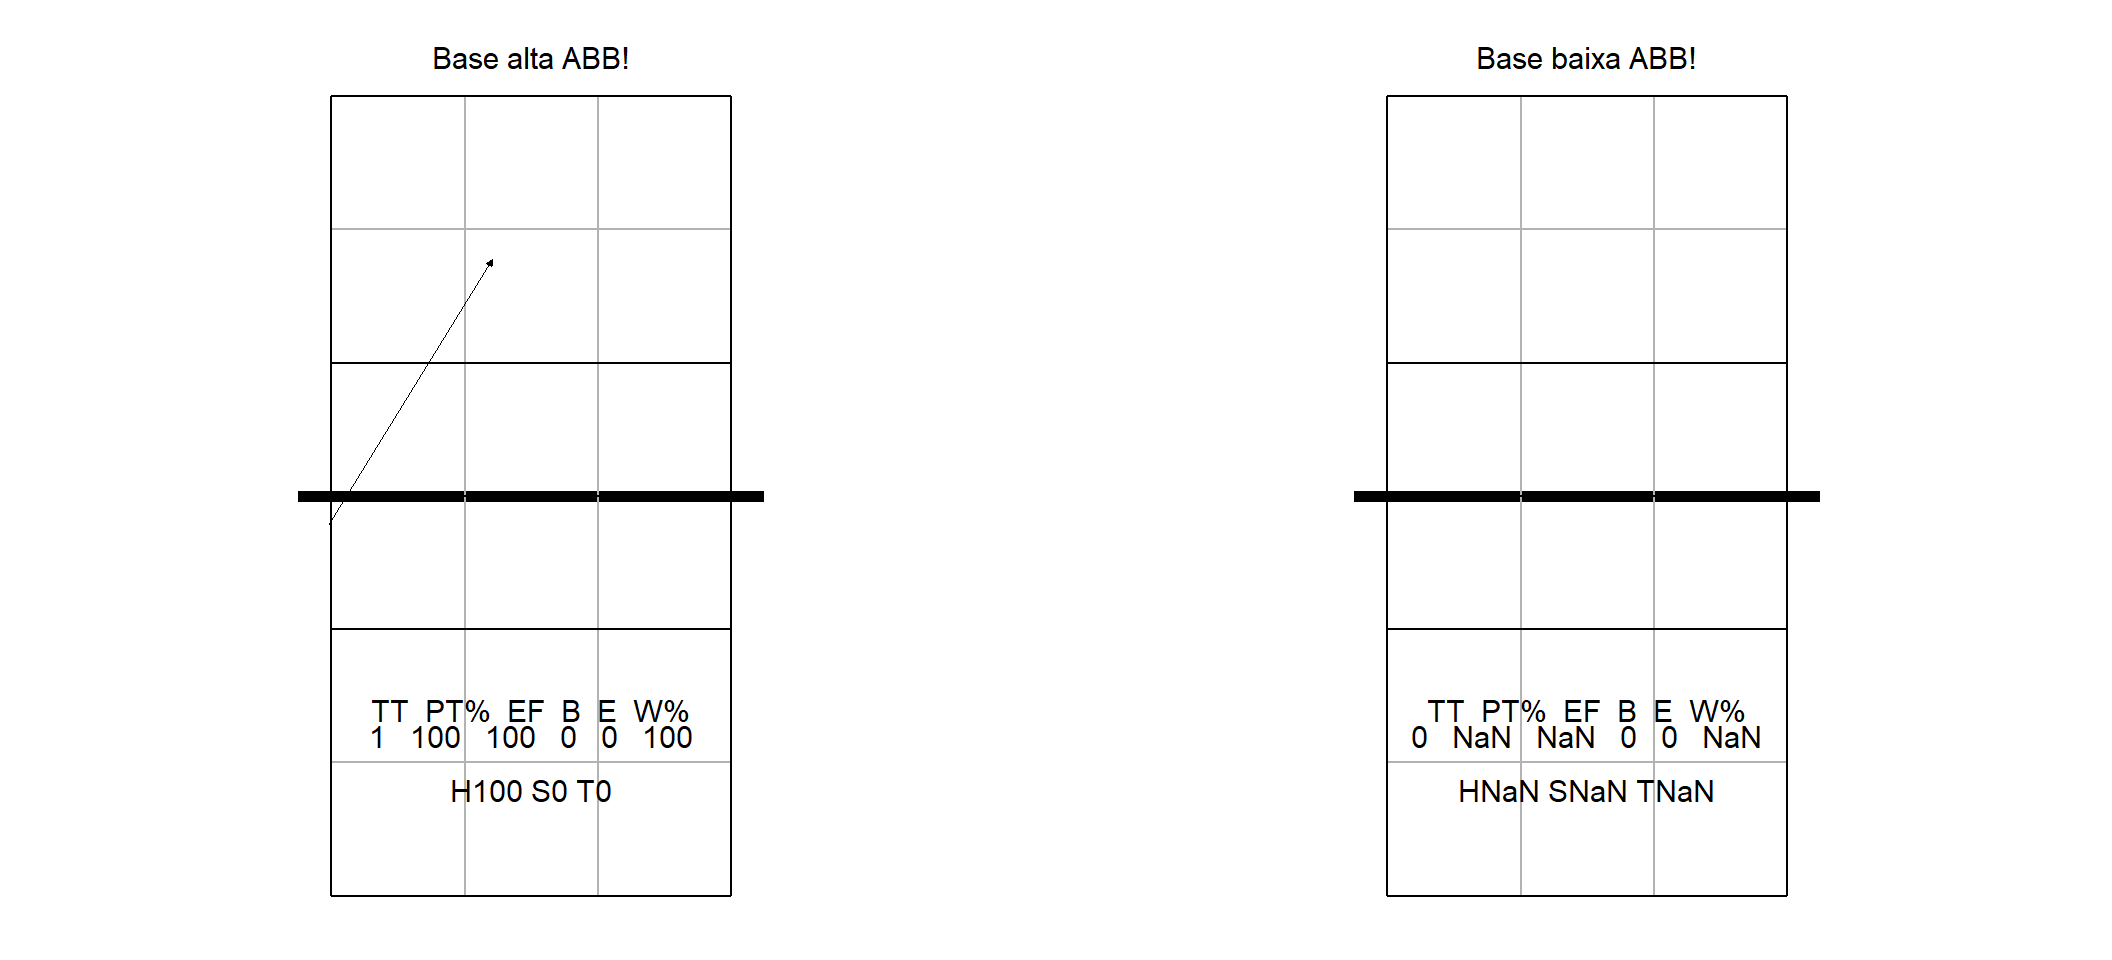 Base alta ABB!
TT PT% EF B E W%
1 100 100 0 0 100
H100 S0 T0
Base baixa ABB!
TT PT% EF B E W%
0 NaN NaN 0 0 NaN
HNaN SNaN TNaN